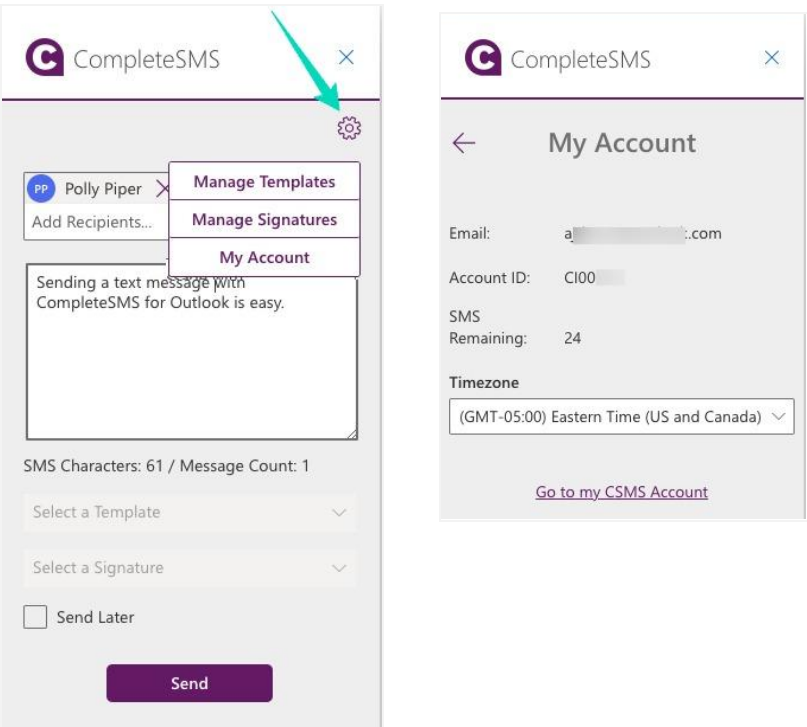 CompleteSMS
PP Polly Piper
Add Recipients...
Manage Templates
Manage Signatures
My Account
Sending a text message with
CompleteSMS for Outlook is easy.
SMS Characters: 61 / Message Count: 1
Select a Template
Select a Signature
Send Later
Send
CompleteSMS
My Account
Email: a .com
Account ID: CI00
SMS
Remaining: 24
Timezone
(GMT-05:00) Eastern Time (US and Canada)
Go to my CSMS Account